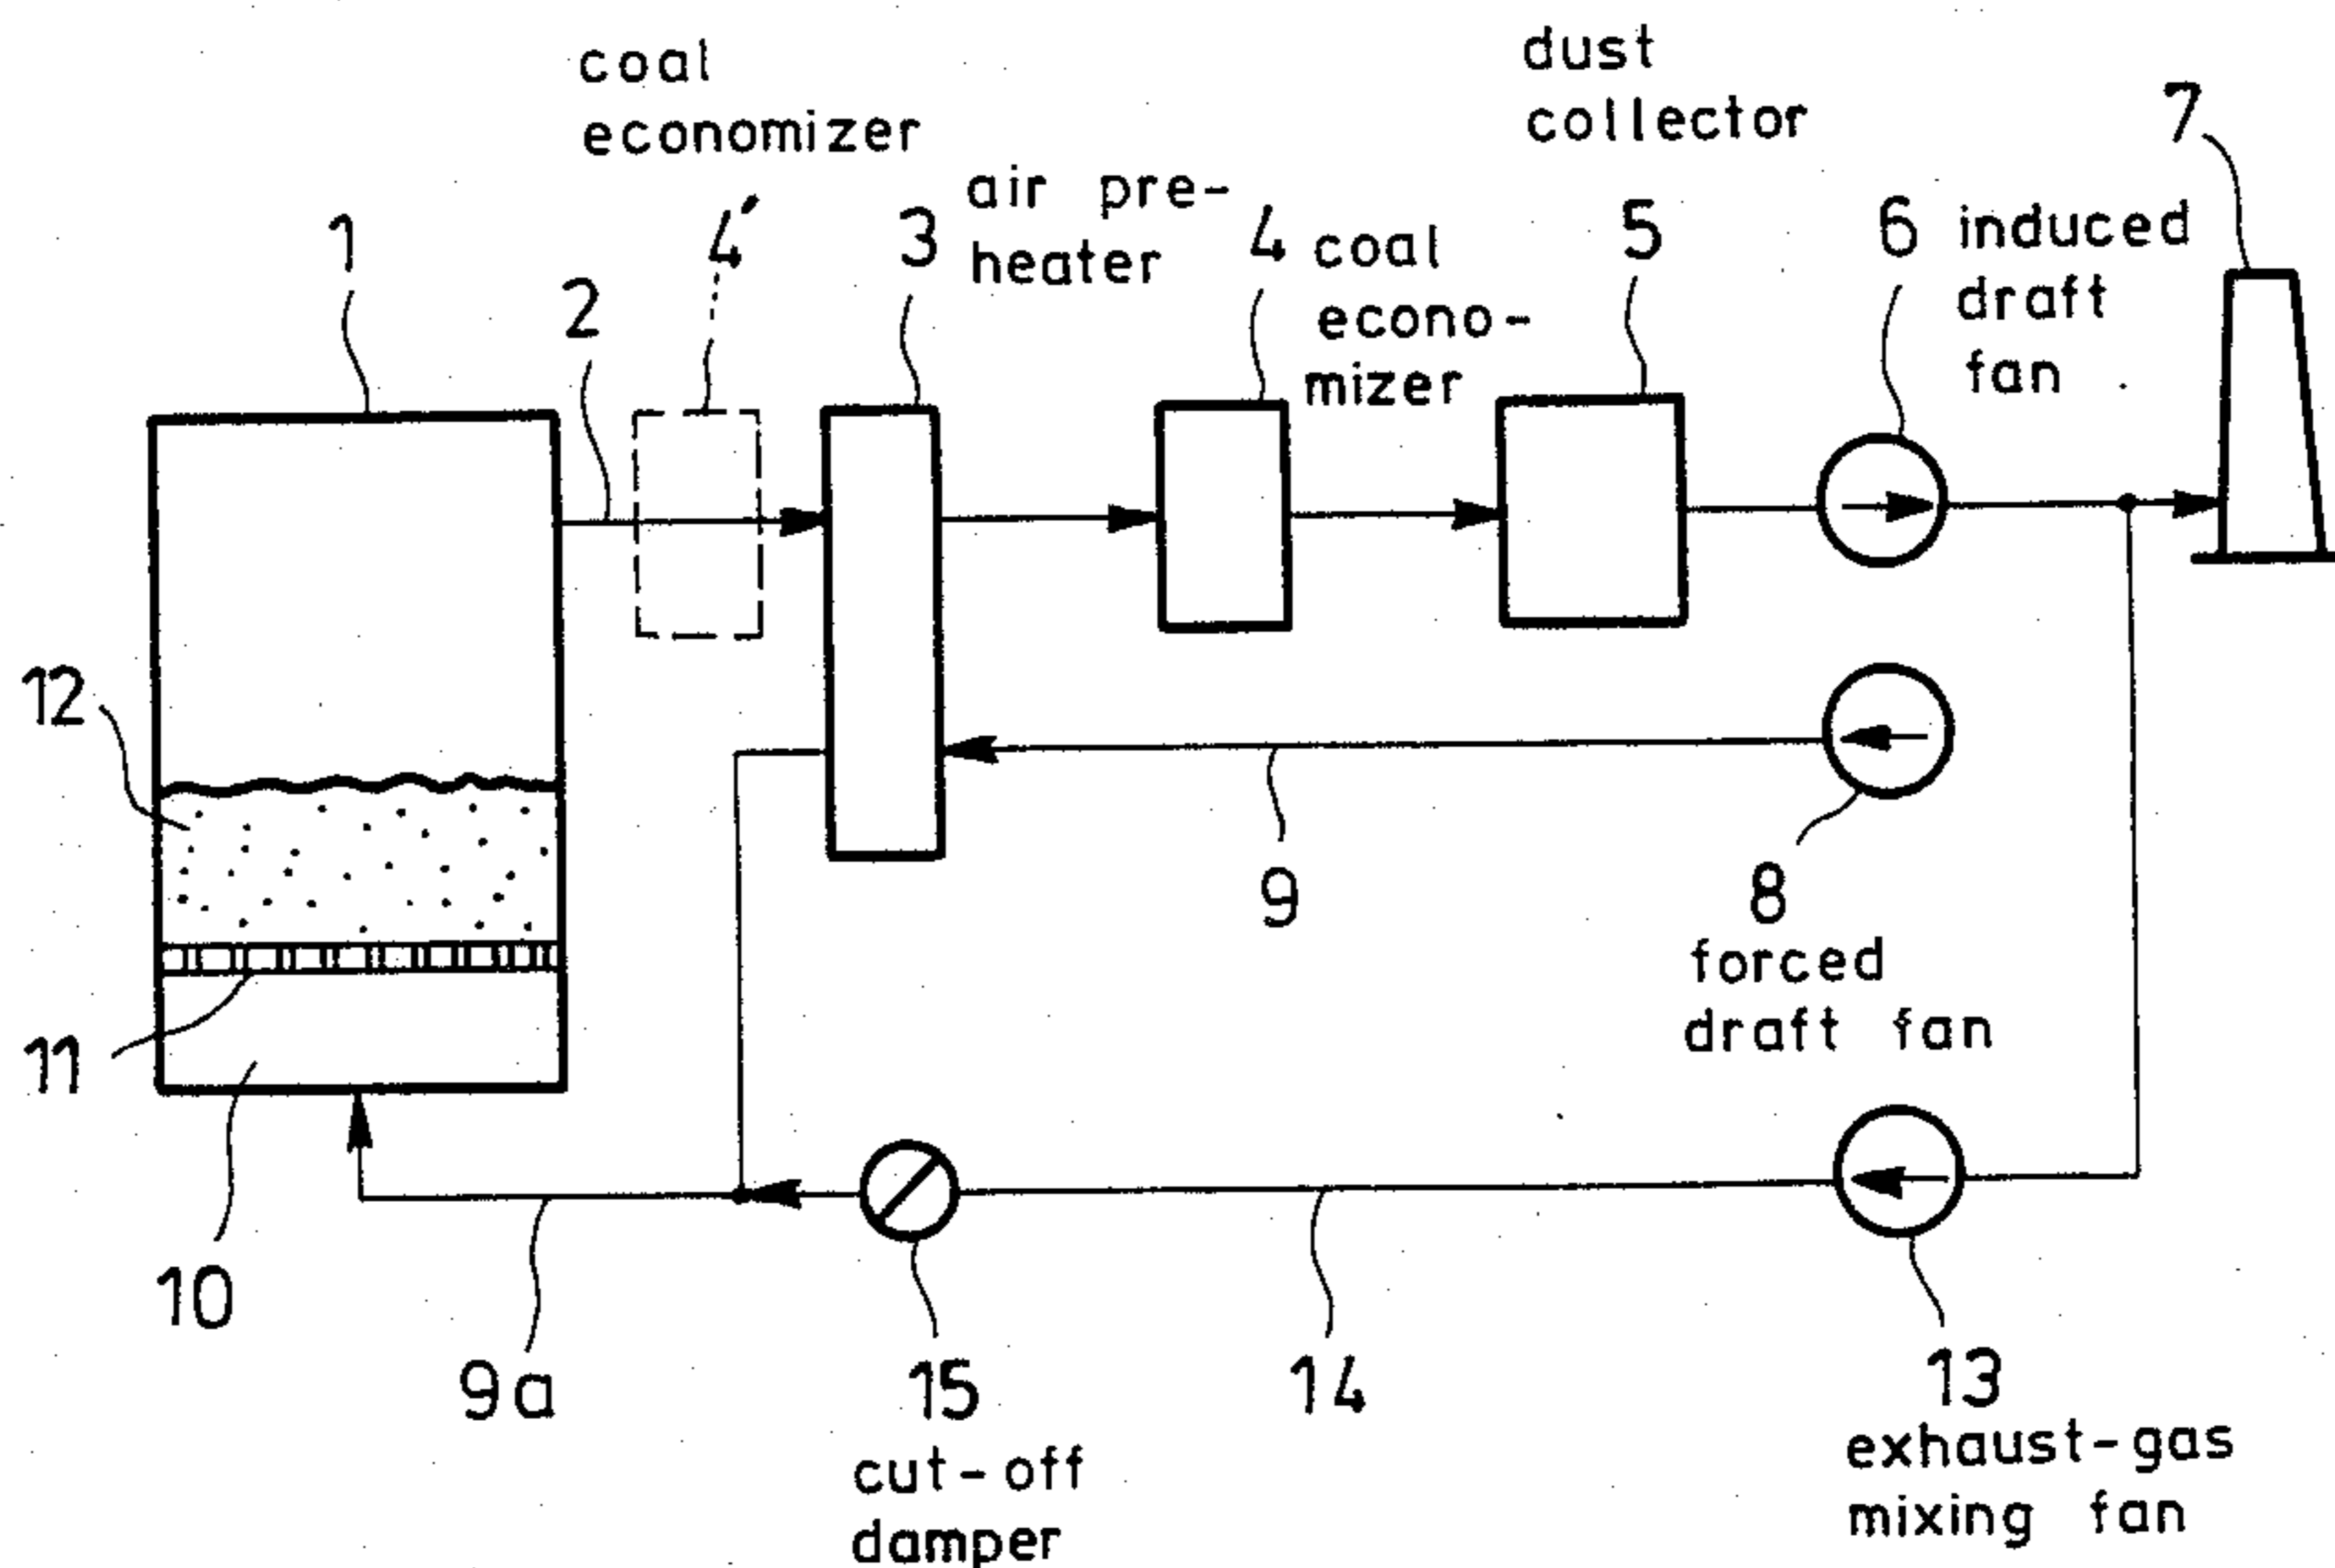 coal
economizer
dust
collector
7
1
2
4′
3
air pre-
heater
4
coal
econo-
mizer
5
6
induced
draft
fan
12
9
8
forced
draft fan
11
10
9a
15
cut-off
damper
14
13
exhaust-gas
mixing fan